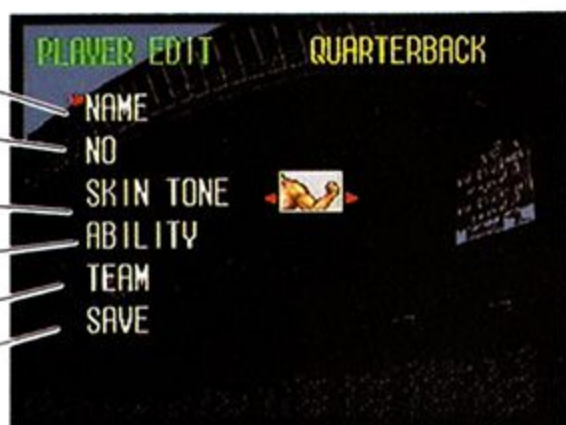 PLAYER EDIT QUARTERBACK
NAME
NO
SKIN TONE
ABILITY
TEAM
SAVE